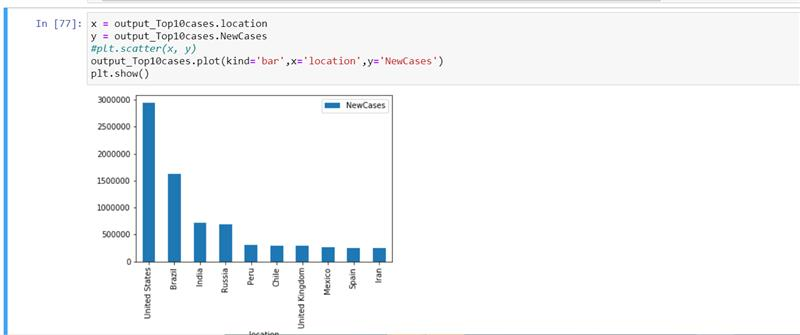 In [77]:
x = output_Top10cases.location
y = output_Top10cases.NewCases
#plt.scatter(x, y)
output_Top10cases.plot(kind='bar',x='location',y='NewCases')
plt.show()
NewCases
3000000
2500000
2000000
1500000
1000000
500000
0
United States
Brazil
India
Russia
Peru
Chile
United Kingdom
Mexico
Spain
Iran
location